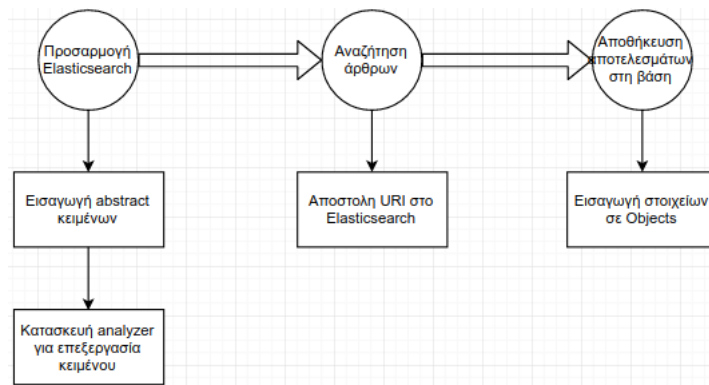 Προσαρμογή
Elasticsearch
Αναζήτηση
άρθρων
Αποθήκευση
αποτελεσμάτων
στη βάση
Εισαγωγή abstract
κειμένων
Αποστολη URI στο
Elasticsearch
Εισαγωγή στοιχείων
σε Objects
Κατασκευή analyzer
για επεξεργασία
κειμένου